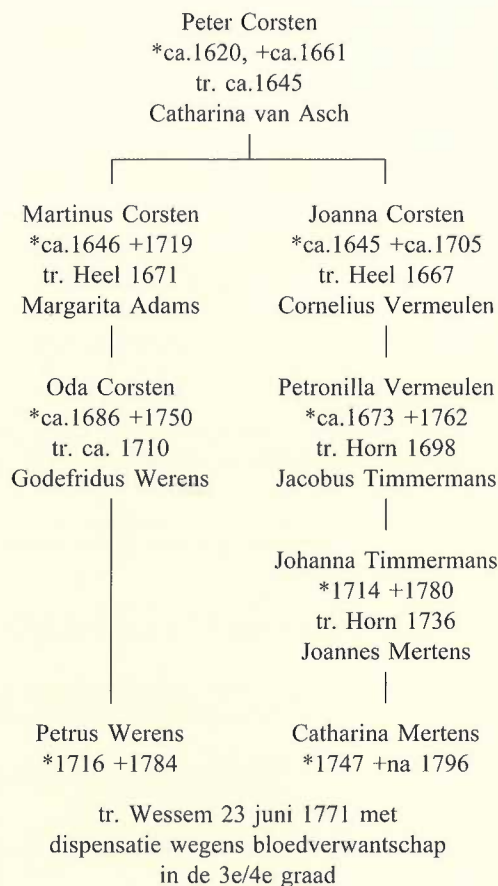 Peter Corsten
*ca.1620, +ca.1661
tr. ca.1645
Catharina van Asch
Martinus Corsten
*ca.1646 +1719
tr. Heel 1671
Margarita Adams
Joanna Corsten
*ca.1645 +ca.1705
tr. Heel 1667
Cornelius Vermeulen
Oda Corsten
*ca.1686 +1750
tr. ca. 1710
Godefridus Werens
Petronilla Vermeulen
*ca.1673 +1762
tr. Horn 1698
Jacobus Timmermans
Johanna Timmermans
*1714 +1780
tr. Horn 1736
Joannes Mertens
Petrus Werens
*1716 +1784
Catharina Mertens
*1747 +na 1796
tr. Wessem 23 juni 1771 met
dispensatie wegens bloedverwantschap
in de 3e/4e graad